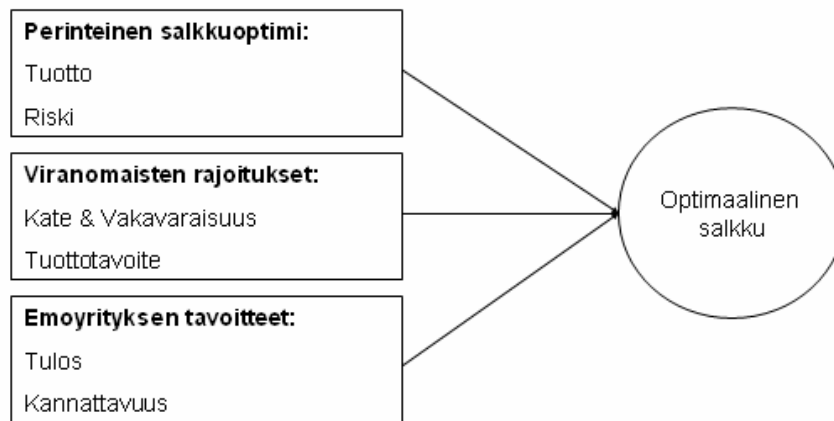 Perinteinen salkkuoptimi:
Tuotto
Riski
Viranomaisten rajoitukset:
Kate & Vakavaraisuus
Tuottotavoite
Emoyrityksen tavoitteet:
Tulos
Kannattavuus
Optimaalinen
salkku